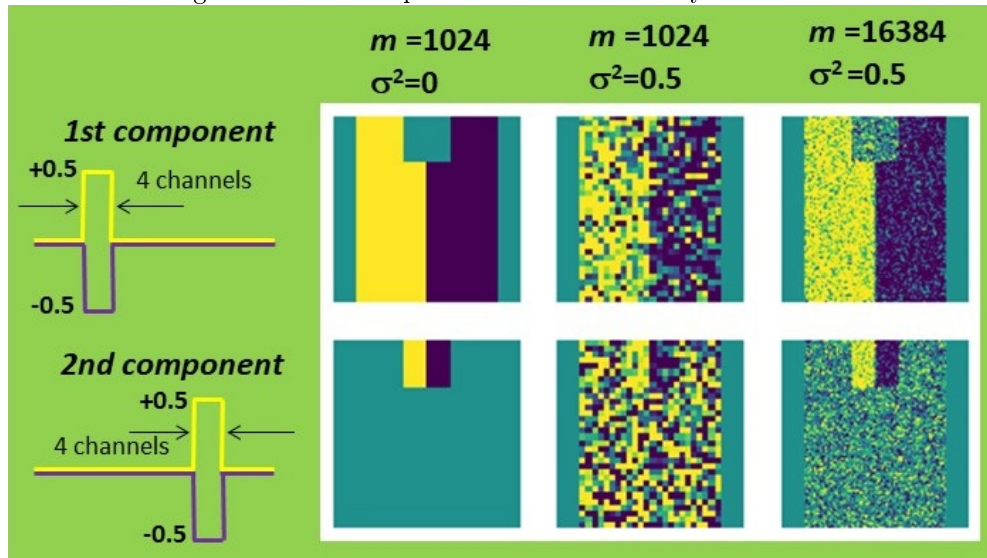 m =1024 m =1024 m =16384
σ²=0 σ²=0.5 σ²=0.5
1st component
+0.5
4 channels
-0.5
2nd component
+0.5
4 channels
-0.5